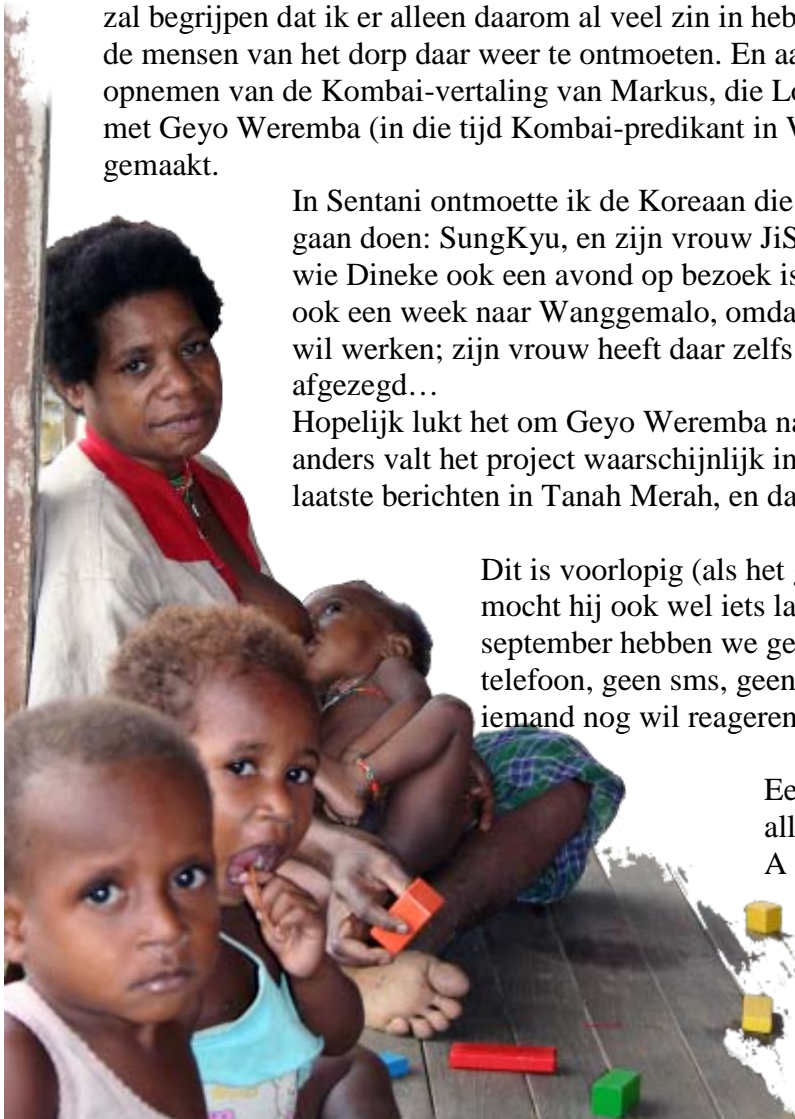 zal begrijpen dat ik er alleen daarom al veel zin in heb
de mensen van het dorp daar weer te ontmoeten. En aa
opnemen van de Kombai-vertaling van Markus, die Lo
met Geyo Weremba (in die tijd Kombai-predikant in W
gemaakt.
In Sentani ontmoette ik de Koreaan die
gaan doen: SungKyu, en zijn vrouw JiS
wie Dineke ook een avond op bezoek is
ook een week naar Wanggemalo, omda
wil werken; zijn vrouw heeft daar zelfs
afgezegd…
Hopelijk lukt het om Geyo Weremba na
anders valt het project waarschijnlijk in
laatste berichten in Tanah Merah, en da
Dit is voorlopig (als het g
mocht hij ook wel iets la
september hebben we ge
telefoon, geen sms, geen
iemand nog wil reageren
Ee
all
A